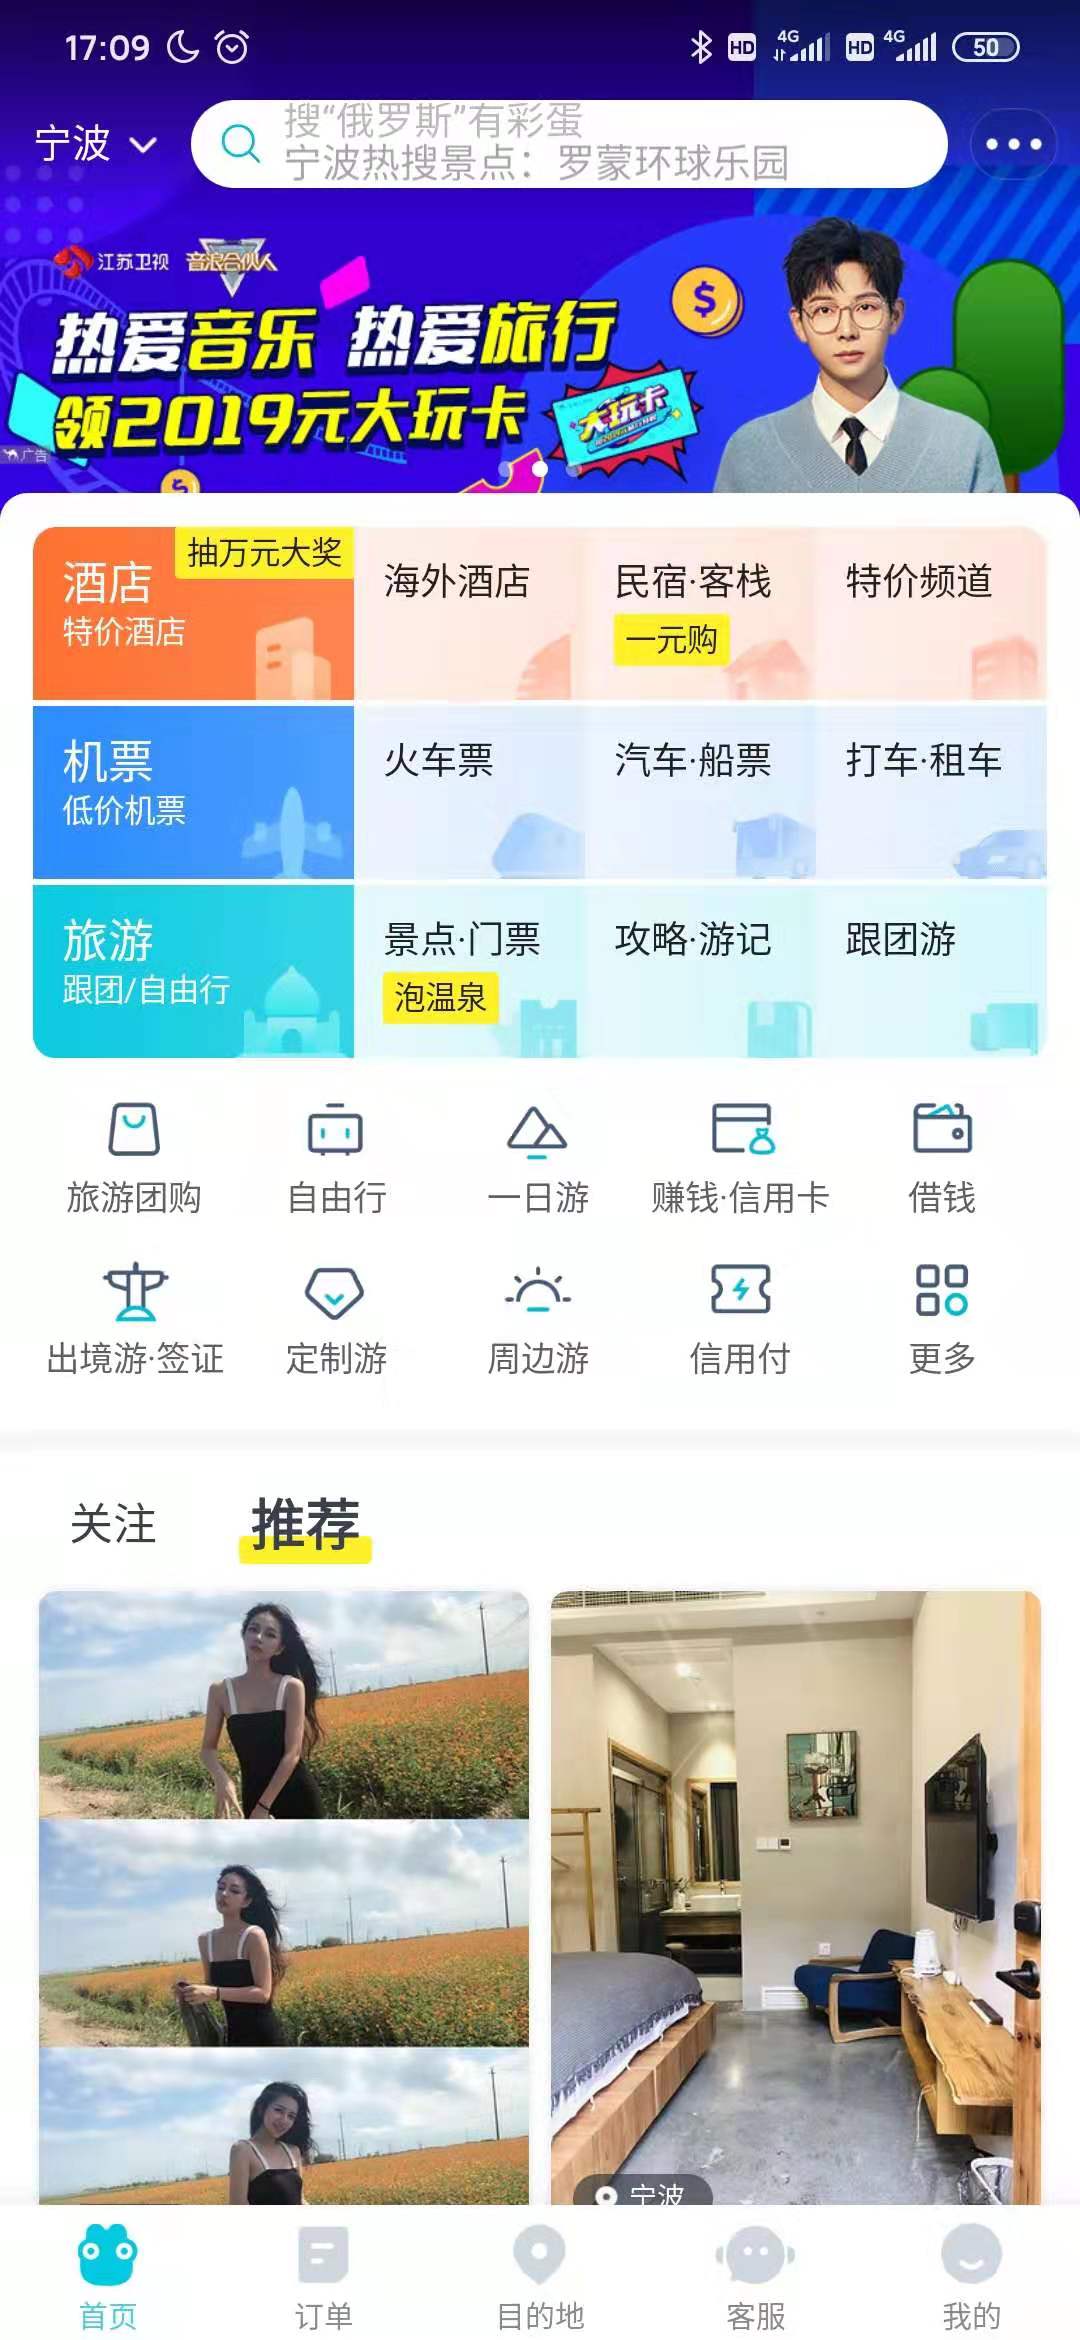 17:09
HD 4G HD 4G 50
宁波
搜“俄罗斯”有彩蛋
宁波热搜景点：罗蒙环球乐园
江苏卫视 音浪合伙人
热爱音乐 热爱旅行
领2019元大玩卡
大玩卡
广告
酒店
特价酒店
抽万元大奖
海外酒店
民宿·客栈
一元购
特价频道
机票
低价机票
火车票
汽车·船票
打车·租车
旅游
跟团/自由行
景点·门票
泡温泉
攻略·游记
跟团游
旅游团购
自由行
一日游
赚钱·信用卡
借钱
出境游·签证
定制游
周边游
信用付
更多
关注
推荐
宁波
首页
订单
目的地
客服
我的